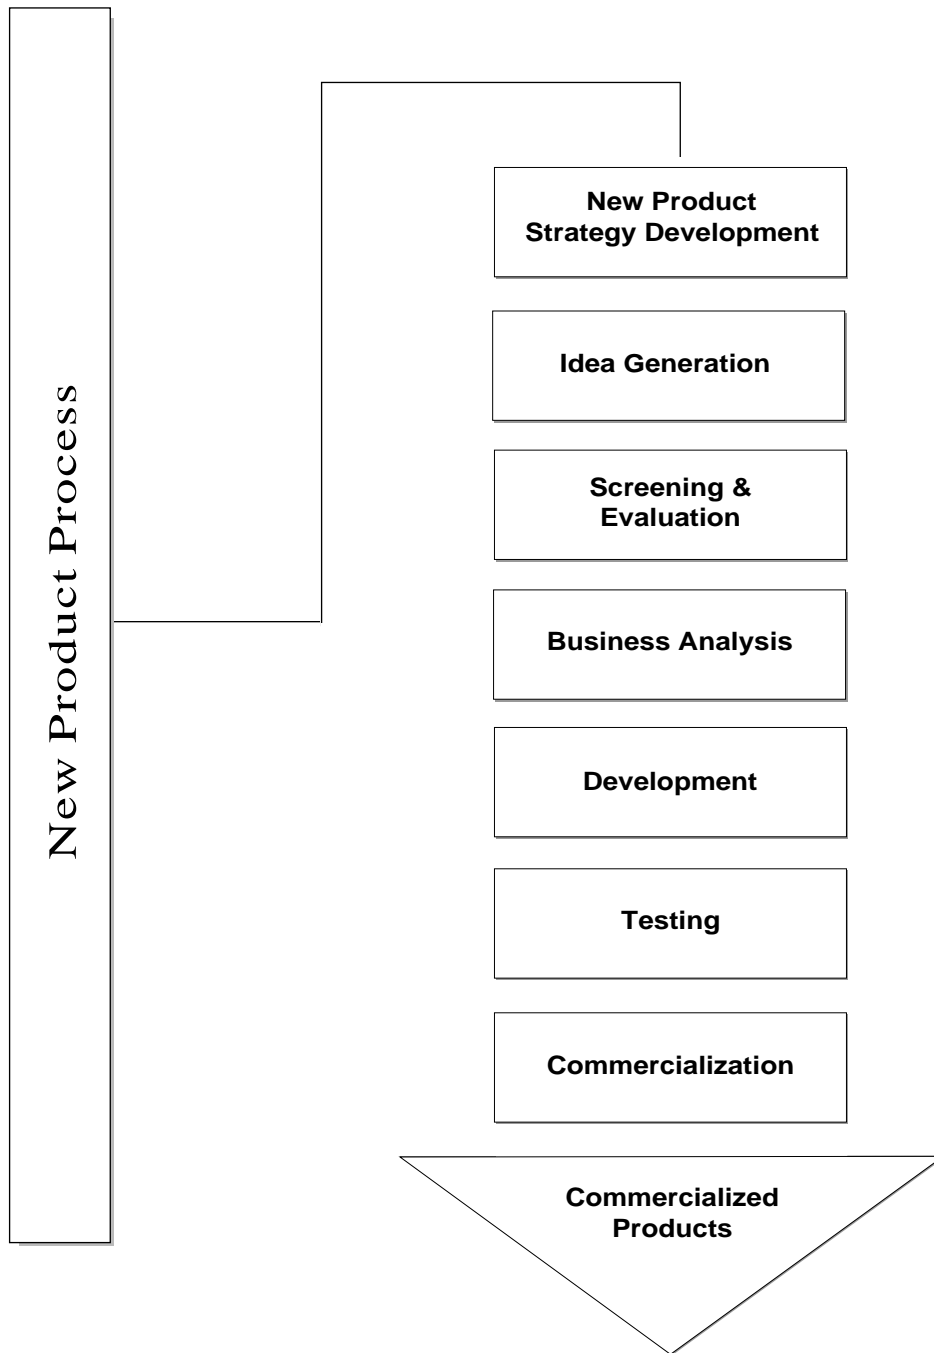 New Product Process
New Product
Strategy Development
Idea Generation
Screening &
Evaluation
Business Analysis
Development
Testing
Commercialization
Commercialized
Products